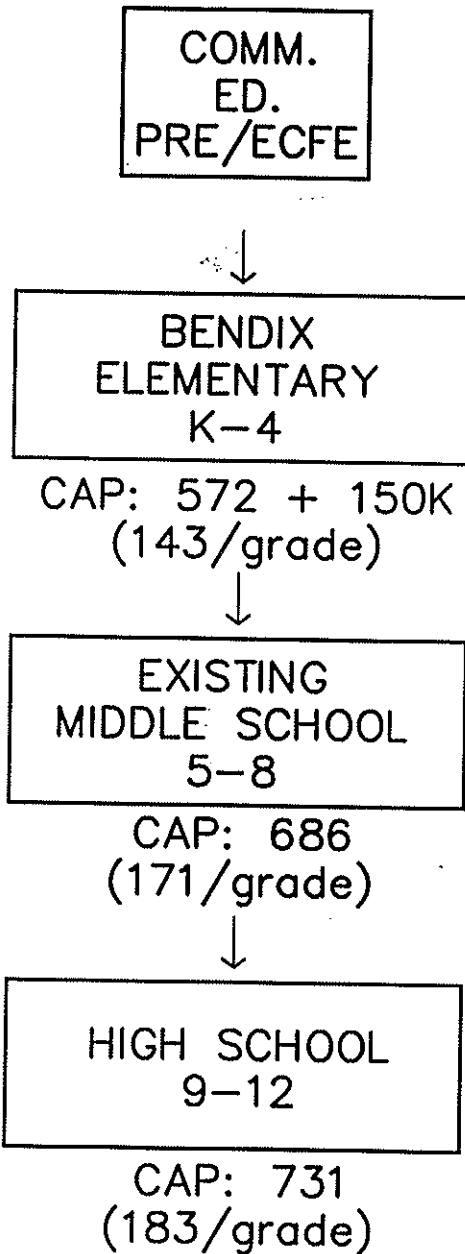 COMM.
ED.
PRE/ECFE
BENDIX
ELEMENTARY
K-4
CAP: 572 + 150K
(143/grade)
EXISTING
MIDDLE SCHOOL
5-8
CAP: 686
(171/grade)
HIGH SCHOOL
9-12
CAP: 731
(183/grade)